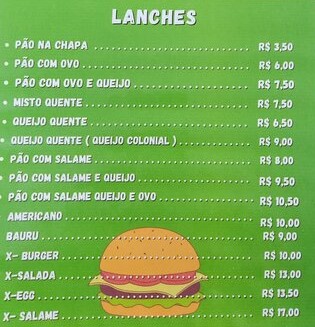 LANCHES
• PÃO NA CHAPA ........................ R$ 3,50
• PÃO COM OVO ........................ R$ 6,00
• PÃO COM OVO E QUEIJO ................ R$ 7,50
• MISTO QUENTE ........................ R$ 7,50
• QUEIJO QUENTE ........................ R$ 6,50
• QUEIJO QUENTE ( QUEIJO COLONIAL ) ......... R$ 9,00
• PÃO COM SALAME ........................ R$ 8,00
• PÃO COM SALAME E QUEIJO ................ R$ 9,50
• PÃO COM SALAME QUEIJO E OVO ............. R$ 10,50
AMERICANO ........................ R$ 10,00
BAURU ........................ R$ 9,00
X- BURGER ........................ R$ 10,00
X-SALADA ........................ R$ 13,00
X-EGG ........................ R$ 13,50
X- SALAME ........................ R$ 17,00